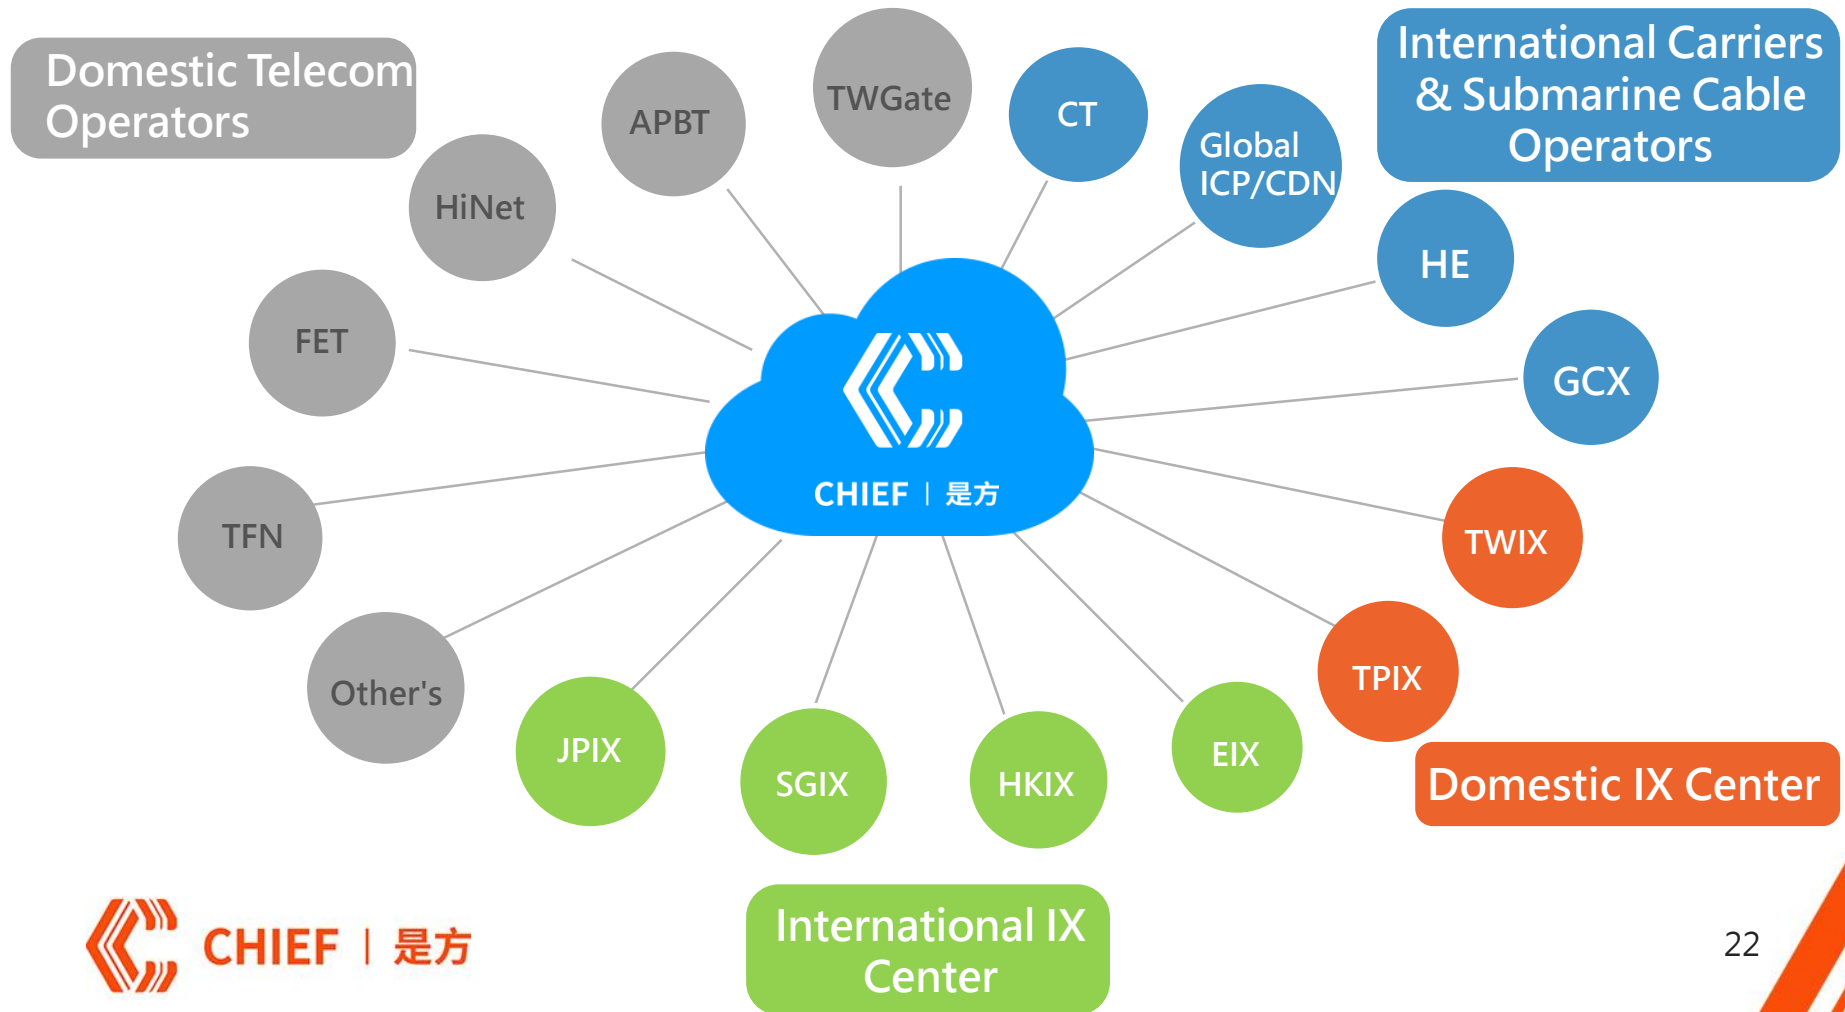 Domestic Telecom
Operators
International Carriers
& Submarine Cable
Operators
TWGate
CT
APBT
Global
ICP/CDN
HiNet
HE
FET
GCX
CHIEF | 是方
TFN
TWIX
TPIX
Other's
JPIX
SGIX
HKIX
EIX
Domestic IX Center
International IX
Center
CHIEF | 是方
22